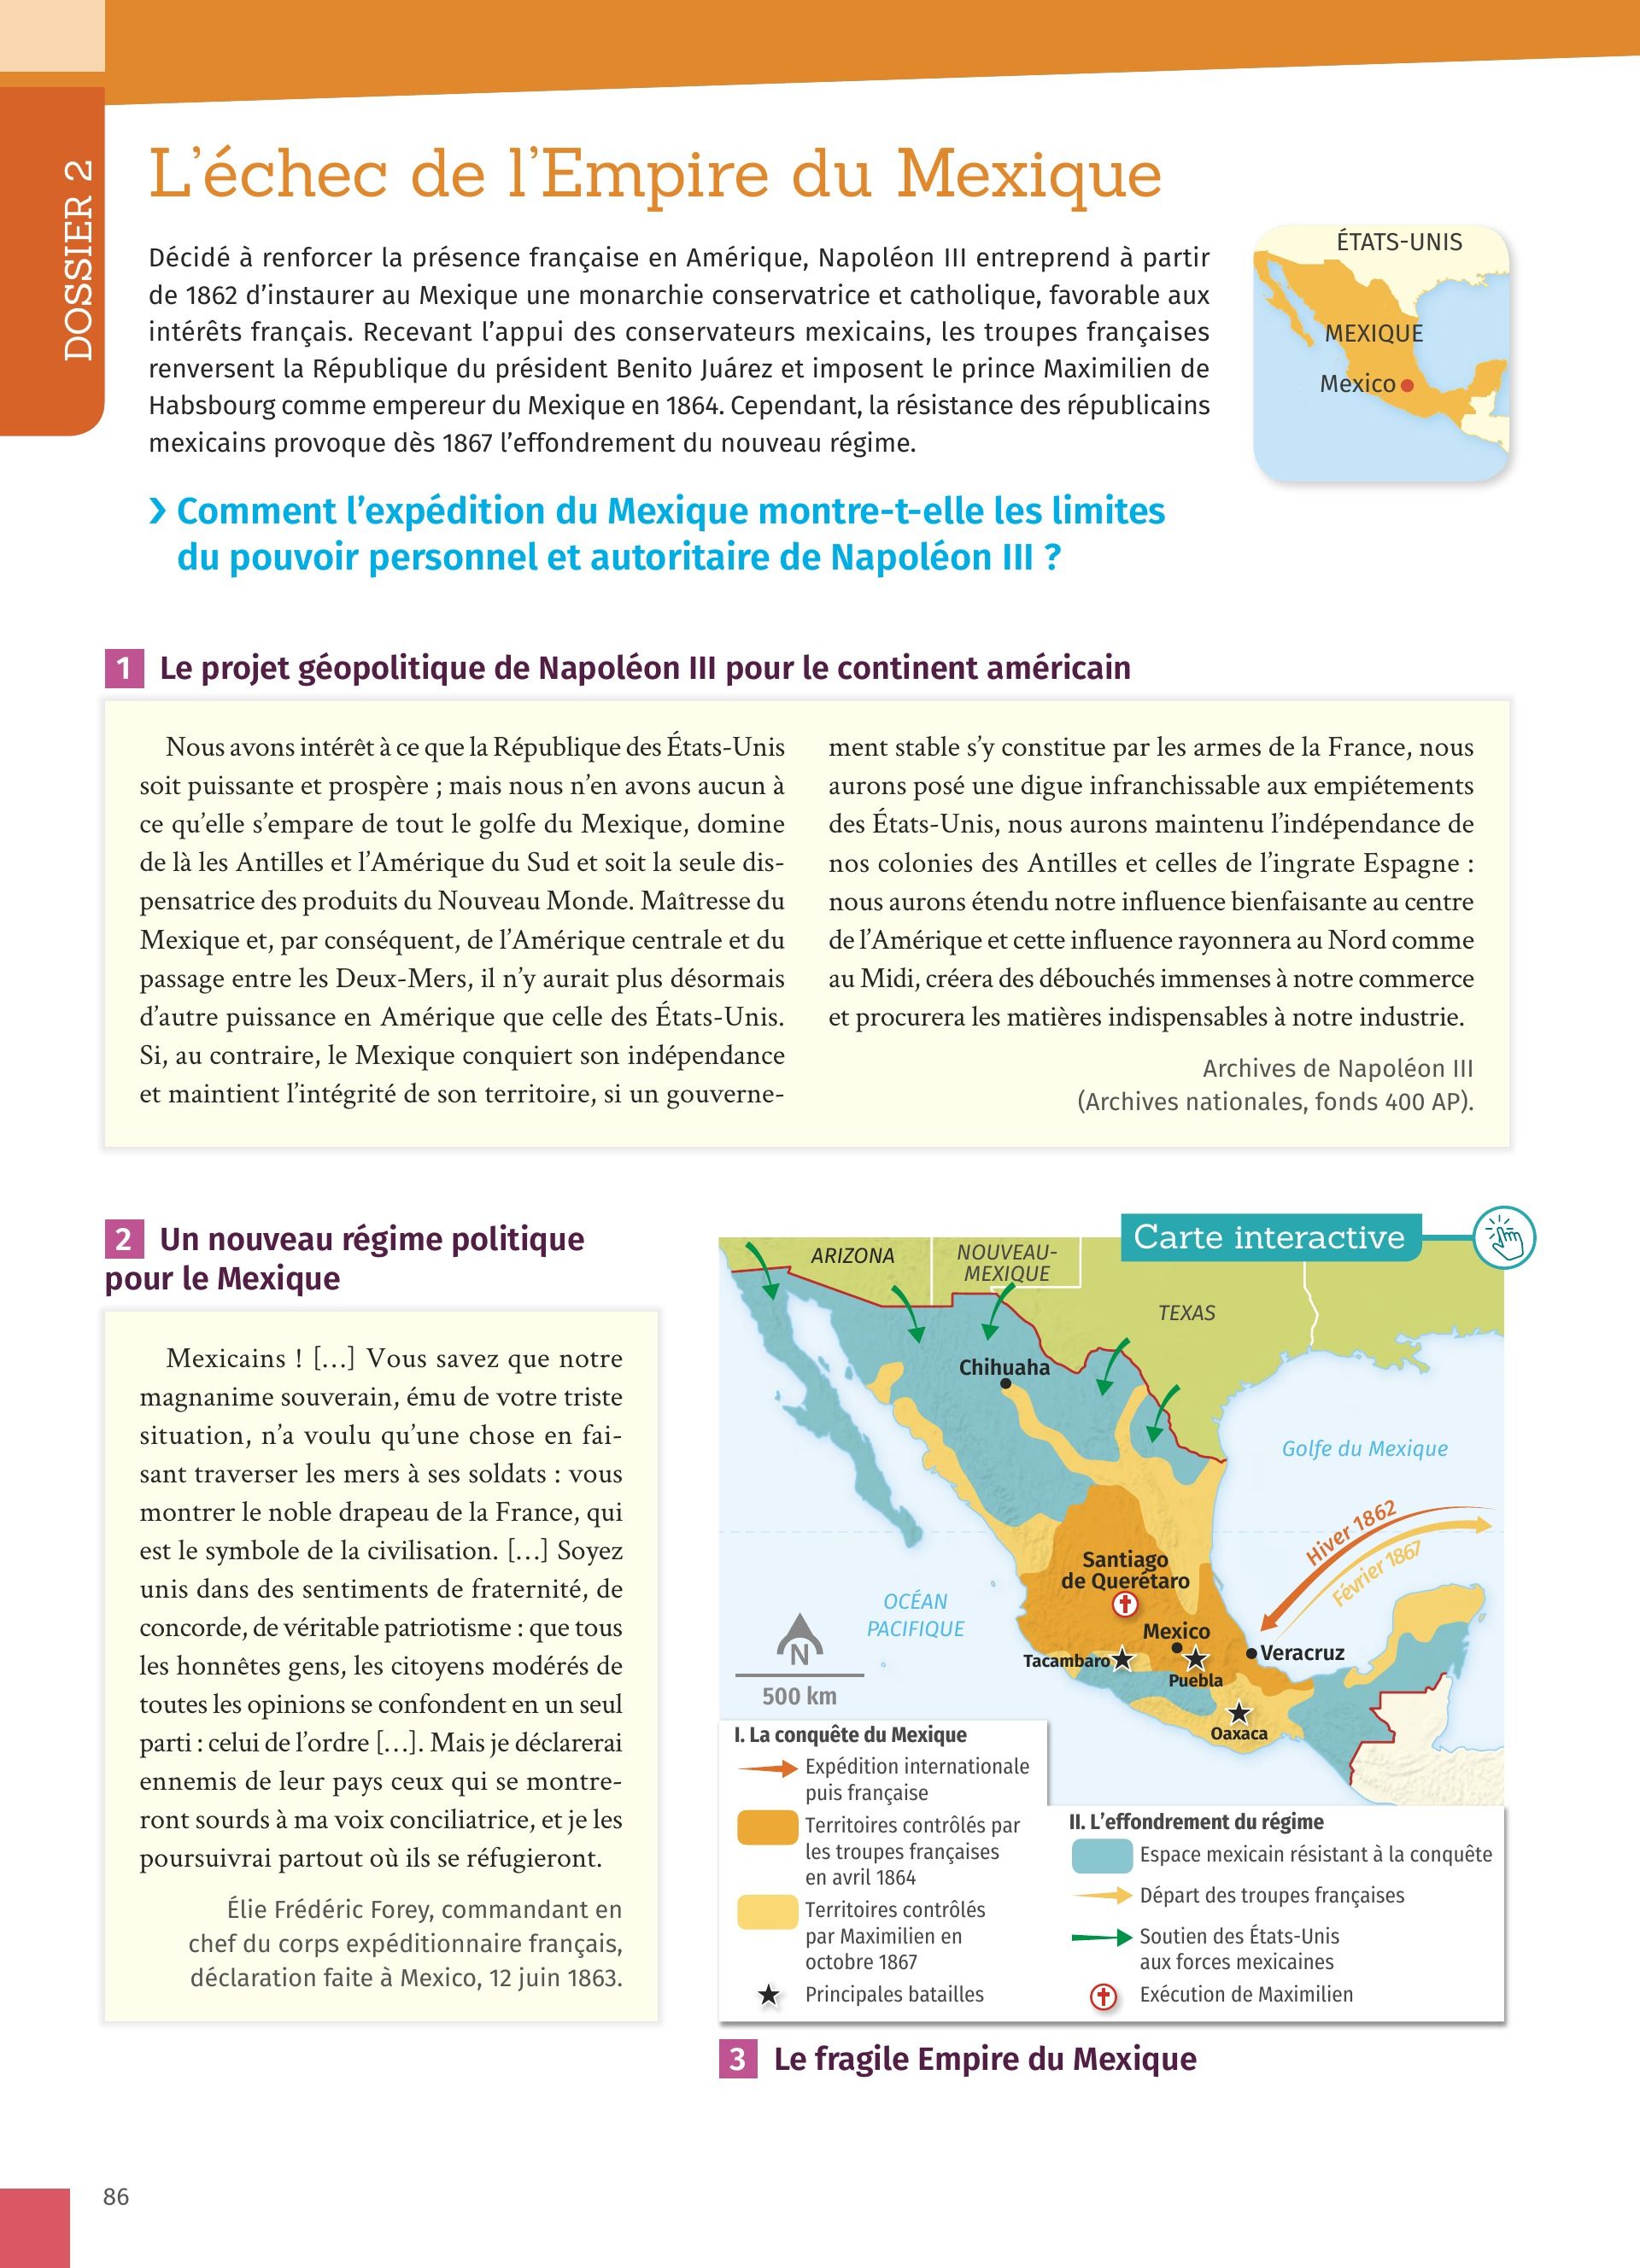 DOSSIER 2
L'échec de l'Empire du Mexique
Décidé à renforcer la présence française en Amérique, Napoléon III entreprend à partir
de 1862 d'instaurer au Mexique une monarchie conservatrice et catholique, favorable aux
intérêts français. Recevant l'appui des conservateurs mexicains, les troupes françaises
renversent la République du président Benito Juárez et imposent le prince Maximilien de
Habsbourg comme empereur du Mexique en 1864. Cependant, la résistance des républicains
mexicains provoque dès 1867 l'effondrement du nouveau régime.
ÉTATS-UNIS
MEXIQUE
Mexico
› Comment l'expédition du Mexique montre-t-elle les limites
du pouvoir personnel et autoritaire de Napoléon III ?
1 Le projet géopolitique de Napoléon III pour le continent américain
Nous avons intérêt à ce que la République des États-Unis
soit puissante et prospère ; mais nous n'en avons aucun à
ce qu'elle s'empare de tout le golfe du Mexique, domine
de là les Antilles et l'Amérique du Sud et soit la seule dis-
pensatrice des produits du Nouveau Monde. Maîtresse du
Mexique et, par conséquent, de l'Amérique centrale et du
passage entre les Deux-Mers, il n'y aurait plus désormais
d'autre puissance en Amérique que celle des États-Unis.
Si, au contraire, le Mexique conquiert son indépendance
et maintient l'intégrité de son territoire, si un gouverne-
ment stable s'y constitue par les armes de la France, nous
aurons posé une digue infranchissable aux empiétements
des États-Unis, nous aurons maintenu l'indépendance de
nos colonies des Antilles et celles de l'ingrate Espagne :
nous aurons étendu notre influence bienfaisante au centre
de l'Amérique et cette influence rayonnera au Nord comme
au Midi, créera des débouchés immenses à notre commerce
et procurera les matières indispensables à notre industrie.
Archives de Napoléon III
(Archives nationales, fonds 400 AP).
2 Un nouveau régime politique
pour le Mexique
Mexicains ! [...] Vous savez que notre
magnanime souverain, ému de votre triste
situation, n'a voulu qu'une chose en fai-
sant traverser les mers à ses soldats : vous
montrer le noble drapeau de la France, qui
est le symbole de la civilisation. [...] Soyez
unis dans des sentiments de fraternité, de
concorde, de véritable patriotisme : que tous
les honnêtes gens, les citoyens modérés de
toutes les opinions se confondent en un seul
parti : celui de l'ordre [...]. Mais je déclarerai
ennemis de leur pays ceux qui se montre-
ront sourds à ma voix conciliatrice, et je les
poursuivrai partout où ils se réfugieront.
Élie Frédéric Forey, commandant en
chef du corps expéditionnaire français,
déclaration faite à Mexico, 12 juin 1863.
Carte interactive
ARIZONA
NOUVEAU-
MEXIQUE
TEXAS
Chihuaha
Golfe du Mexique
Hiver 1862
Février 1867
Santiago
de Querétaro
OCÉAN
PACIFIQUE
Mexico
Veracruz
Tacambaro
Puebla
Oaxaca
N
500 km
I. La conquête du Mexique
Expédition internationale
puis française
Territoires contrôlés par
les troupes françaises
en avril 1864
Territoires contrôlés
par Maximilien en
octobre 1867
Principales batailles
II. L'effondrement du régime
Espace mexicain résistant à la conquête
Départ des troupes françaises
Soutien des États-Unis
aux forces mexicaines
Exécution de Maximilien
3 Le fragile Empire du Mexique
86